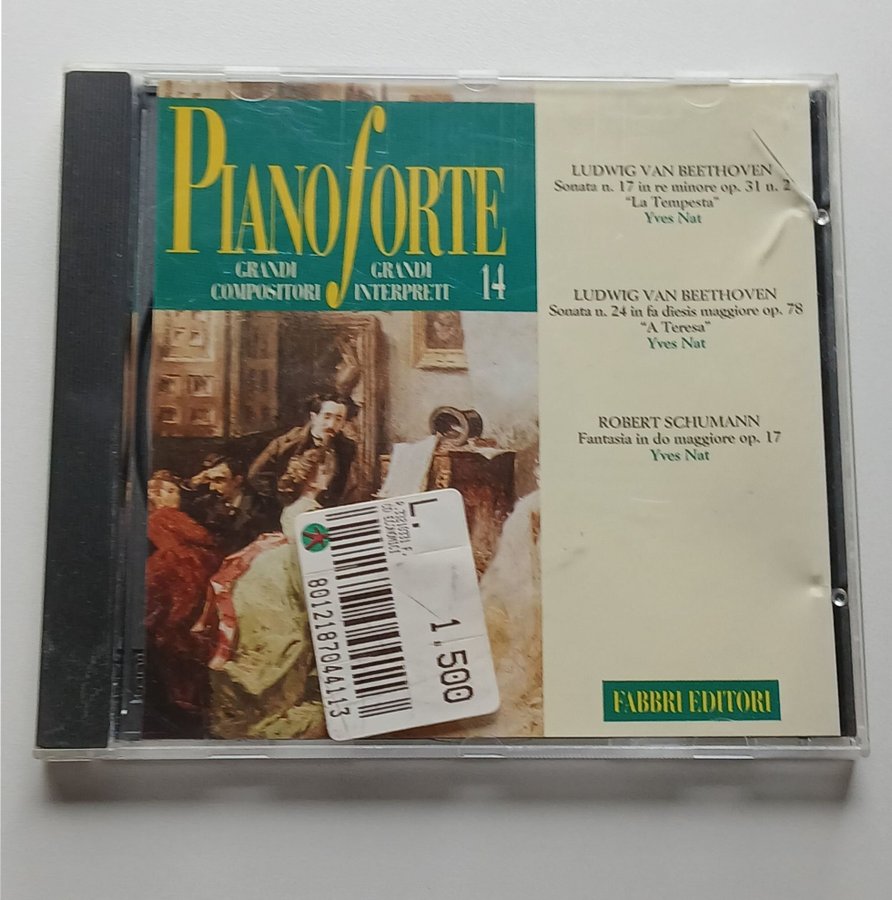 PIANOFORTE
GRANDI COMPOSITORI
GRANDI INTERPRETI
14
LUDWIG VAN BEETHOVEN
Sonata n. 17 in re minore op. 31 n. 2
"La Tempesta"
Yves Nat
LUDWIG VAN BEETHOVEN
Sonata n. 24 in fa diesis maggiore op. 78
"A Teresa"
Yves Nat
ROBERT SCHUMANN
Fantasia in do maggiore op. 17
Yves Nat
L. 1.500
8012187044113
FABBRI EDITORI